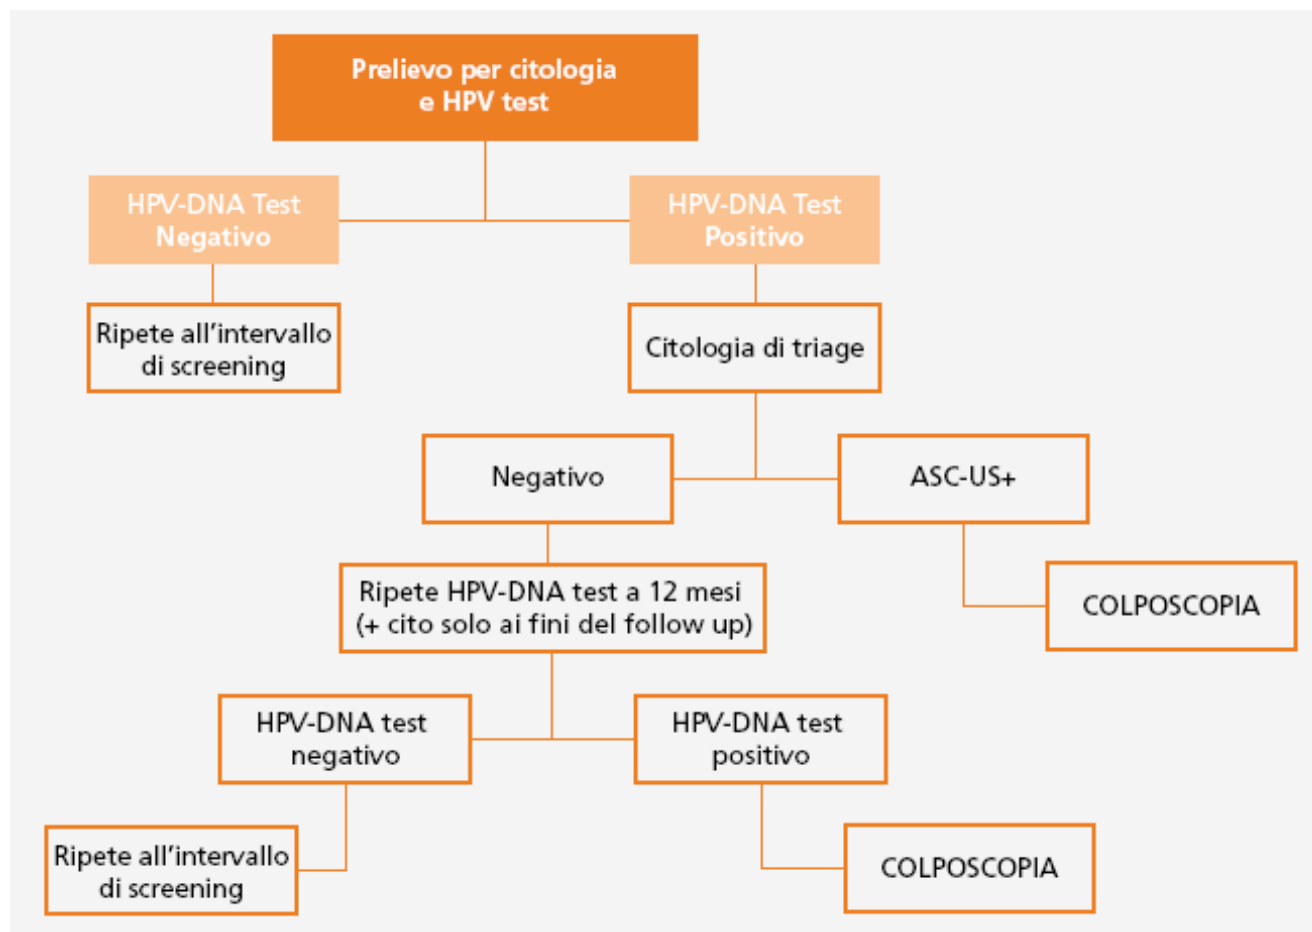 Prelievo per citologia
e HPV test
HPV-DNA Test
Negativo
HPV-DNA Test
Positivo
Ripete all'intervallo
di screening
Citologia di triage
Negativo
ASC-US+
Ripete HPV-DNA test a 12 mesi
(+ cito solo ai fini del follow up)
COLPOSCOPIA
HPV-DNA test
negativo
HPV-DNA test
positivo
Ripete all'intervallo
di screening
COLPOSCOPIA